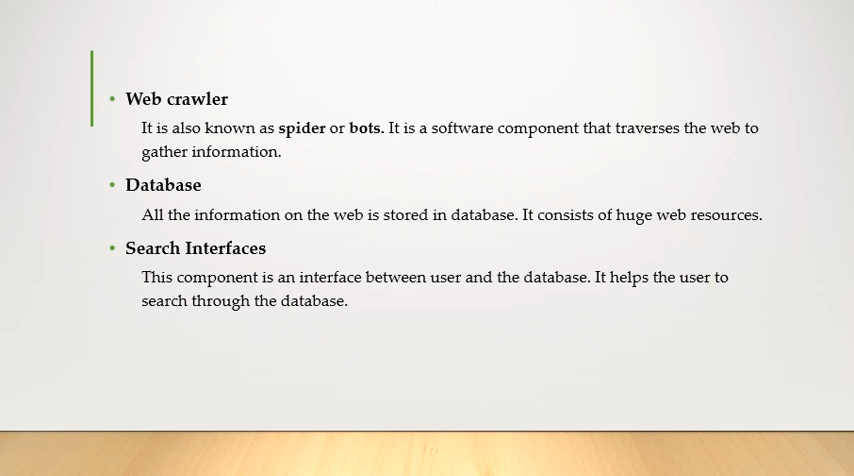 • Web crawler
It is also known as spider or bots. It is a software component that traverses the web to
gather information.
• Database
All the information on the web is stored in database. It consists of huge web resources.
• Search Interfaces
This component is an interface between user and the database. It helps the user to
search through the database.